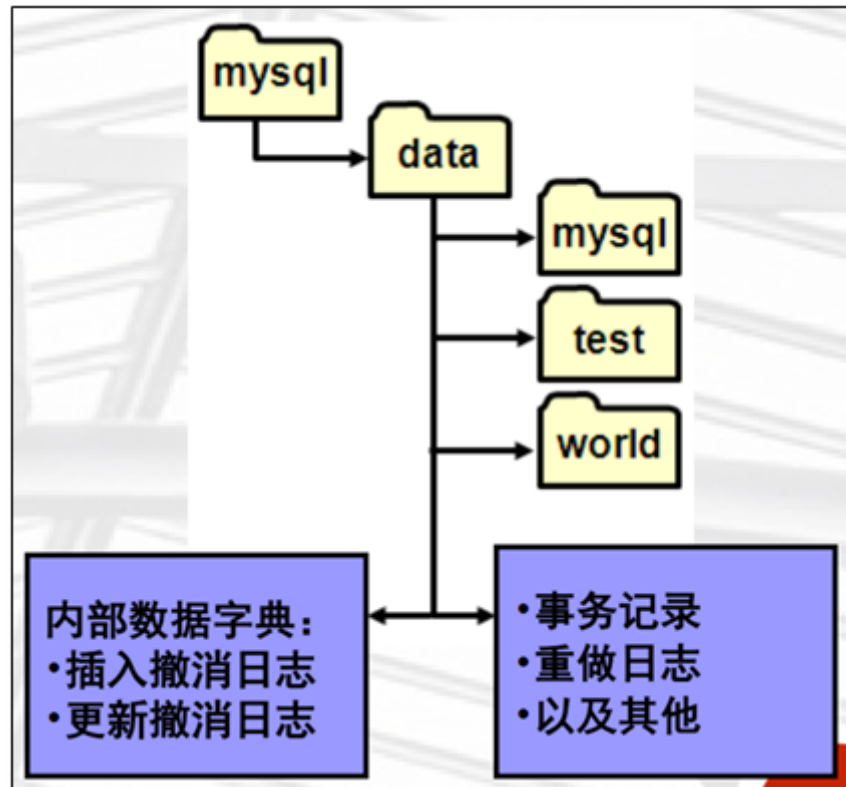 mysql
data
mysql
test
world
内部数据字典：
•插入撤消日志
•更新撤消日志
•事务记录
•重做日志
•以及其他